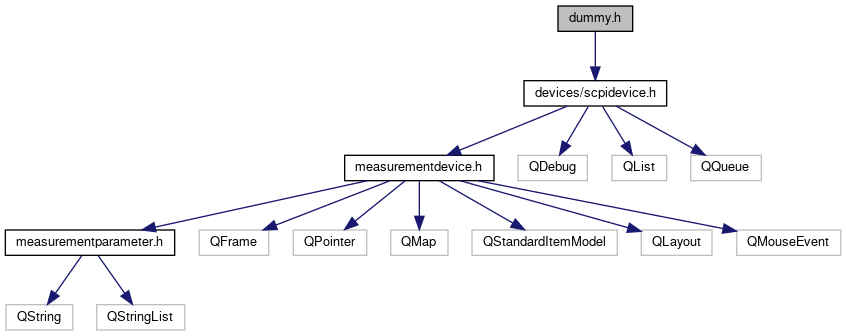 dummy.h
devices/scpidevice.h
measurementdevice.h
QDebug
QList
QQueue
measurementparameter.h
QFrame
QPointer
QMap
QStandardItemModel
QLayout
QMouseEvent
QString
QStringList